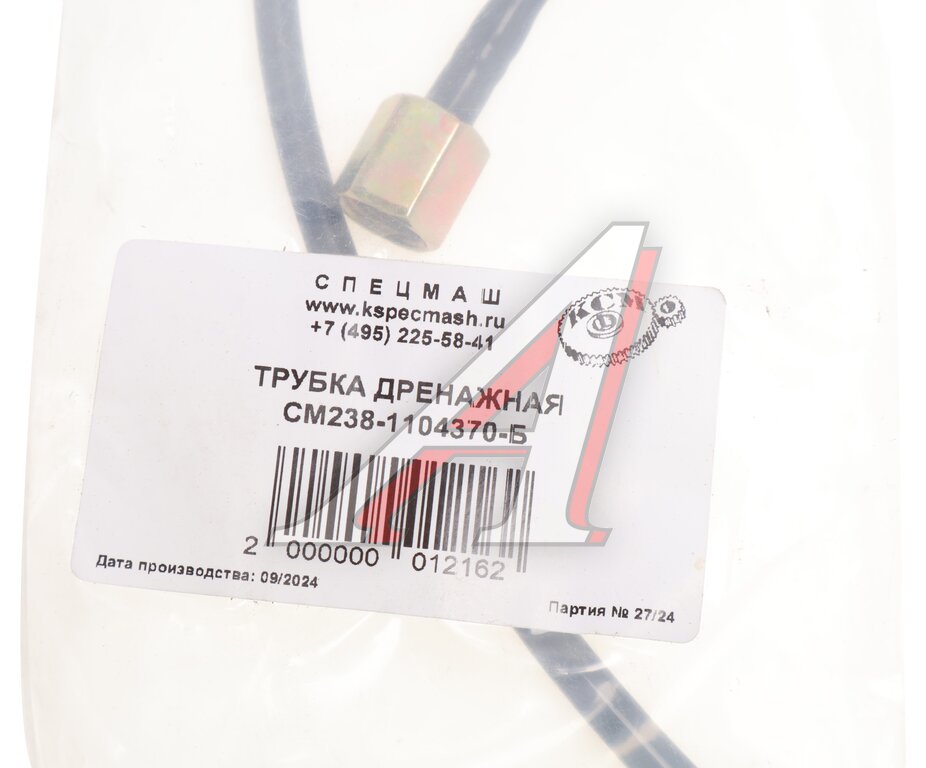 СПЕЦМАШ
www.kspecmash.ru
+7 (495) 225-58-41
КСМ
ТРУБКА ДРЕНАЖНАЯ
СМ238-1104370-Б
2 000000 012162
Дата производства: 09/2024
Партия № 27/24